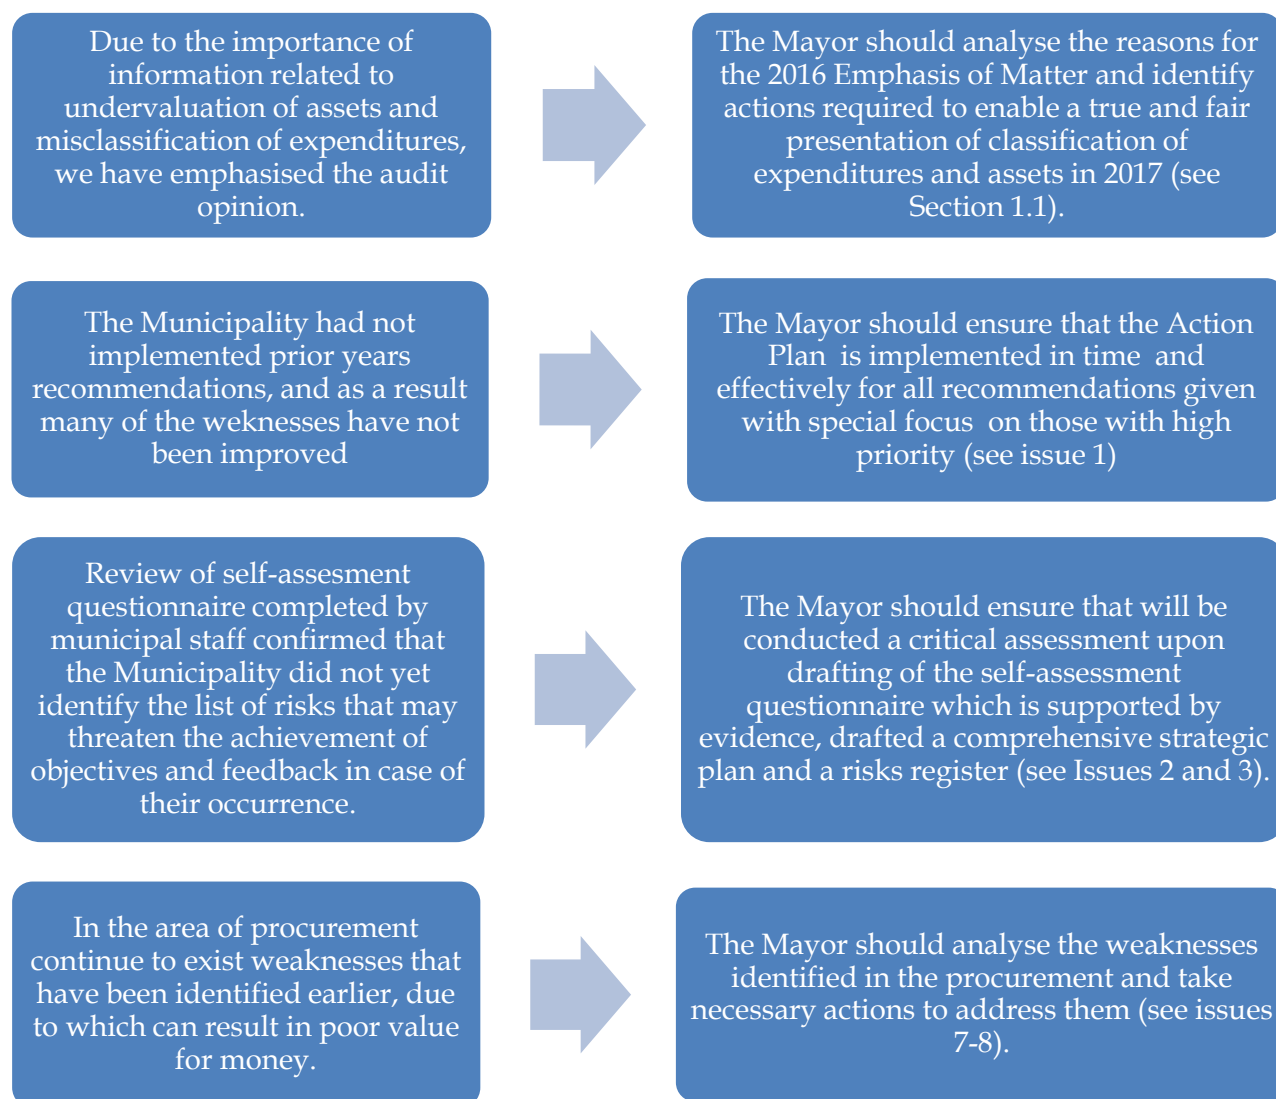 Due to the importance of
information related to
undervaluation of assets and
misclassification of expenditures,
we have emphasised the audit
opinion.
The Mayor should analyse the reasons for
the 2016 Emphasis of Matter and identify
actions required to enable a true and fair
presentation of classification of
expenditures and assets in 2017 (see
Section 1.1).
The Municipality had not
implemented prior years
recommendations, and as a result
many of the weknesses have not
been improved
The Mayor should ensure that the Action
Plan is implemented in time and
effectively for all recommendations given
with special focus on those with high
priority (see issue 1)
Review of self-assesment
questionnaire completed by
municipal staff confirmed that
the Municipality did not yet
identify the list of risks that may
threaten the achievement of
objectives and feedback in case of
their occurrence.
The Mayor should ensure that will be
conducted a critical assessment upon
drafting of the self-assessment
questionnaire which is supported by
evidence, drafted a comprehensive strategic
plan and a risks register (see Issues 2 and 3).
In the area of procurement
continue to exist weaknesses that
have been identified earlier, due
to which can result in poor value
for money.
The Mayor should analyse the weaknesses
identified in the procurement and take
necessary actions to address them (see issues
7-8).